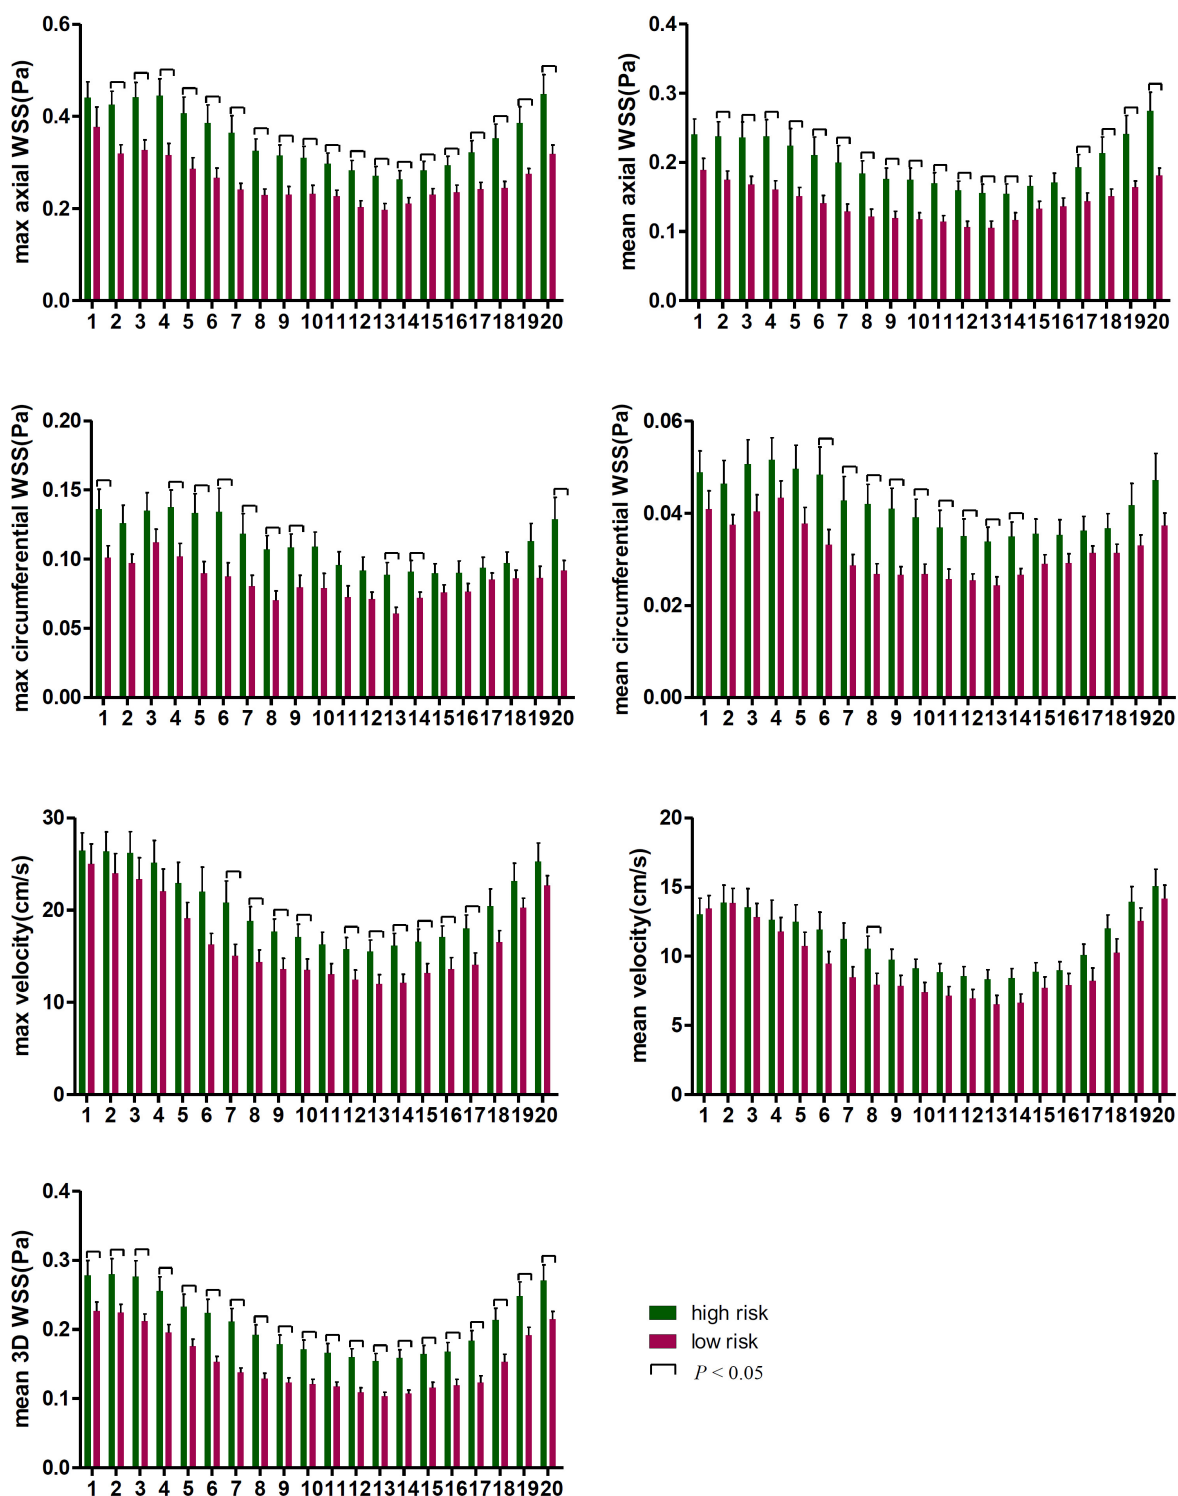 max axial WSS(Pa)
0.6
0.4
0.2
0.0
1 2 3 4 5 6 7 8 9 10 11 12 13 14 15 16 17 18 19 20
mean axial WSS(Pa)
0.4
0.3
0.2
0.1
0.0
1 2 3 4 5 6 7 8 9 10 11 12 13 14 15 16 17 18 19 20
max circumferential WSS(Pa)
0.20
0.15
0.10
0.05
0.00
1 2 3 4 5 6 7 8 9 10 11 12 13 14 15 16 17 18 19 20
mean circumferential WSS(Pa)
0.06
0.04
0.02
0.00
1 2 3 4 5 6 7 8 9 10 11 12 13 14 15 16 17 18 19 20
max velocity(cm/s)
30
20
10
0
1 2 3 4 5 6 7 8 9 10 11 12 13 14 15 16 17 18 19 20
mean velocity(cm/s)
20
15
10
5
0
1 2 3 4 5 6 7 8 9 10 11 12 13 14 15 16 17 18 19 20
mean 3D WSS(Pa)
0.4
0.3
0.2
0.1
0.0
1 2 3 4 5 6 7 8 9 10 11 12 13 14 15 16 17 18 19 20
high risk
low risk
P < 0.05